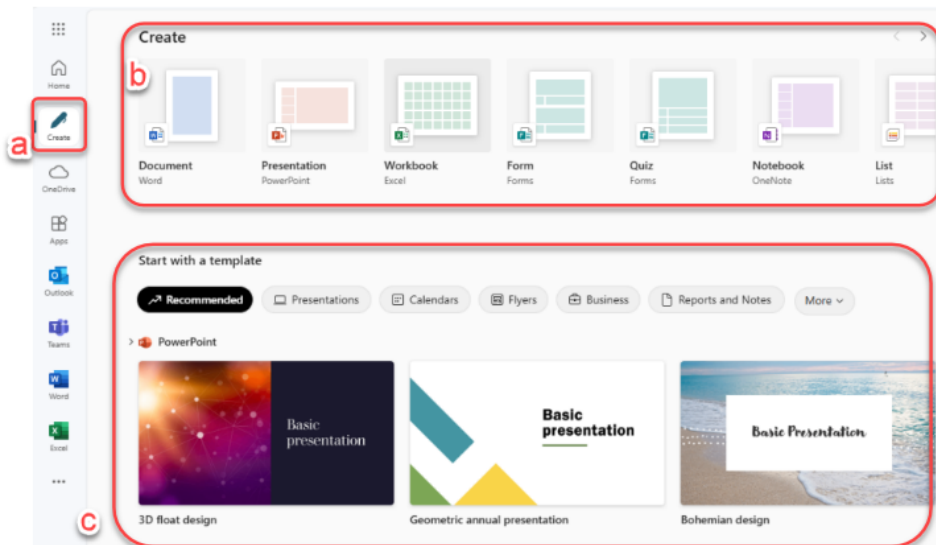 Home
a
Create
OneDrive
Apps
Outlook
Teams
Word
Excel
Create
b
Document
Word
Presentation
PowerPoint
Workbook
Excel
Form
Forms
Quiz
Forms
Notebook
OneNote
List
Lists
Start with a template
Recommended Presentations Calendars Flyers Business Reports and Notes More
PowerPoint
Basic
presentation
Basic
presentation
Basic Presentation
3D float design
Geometric annual presentation
Bohemian design
c